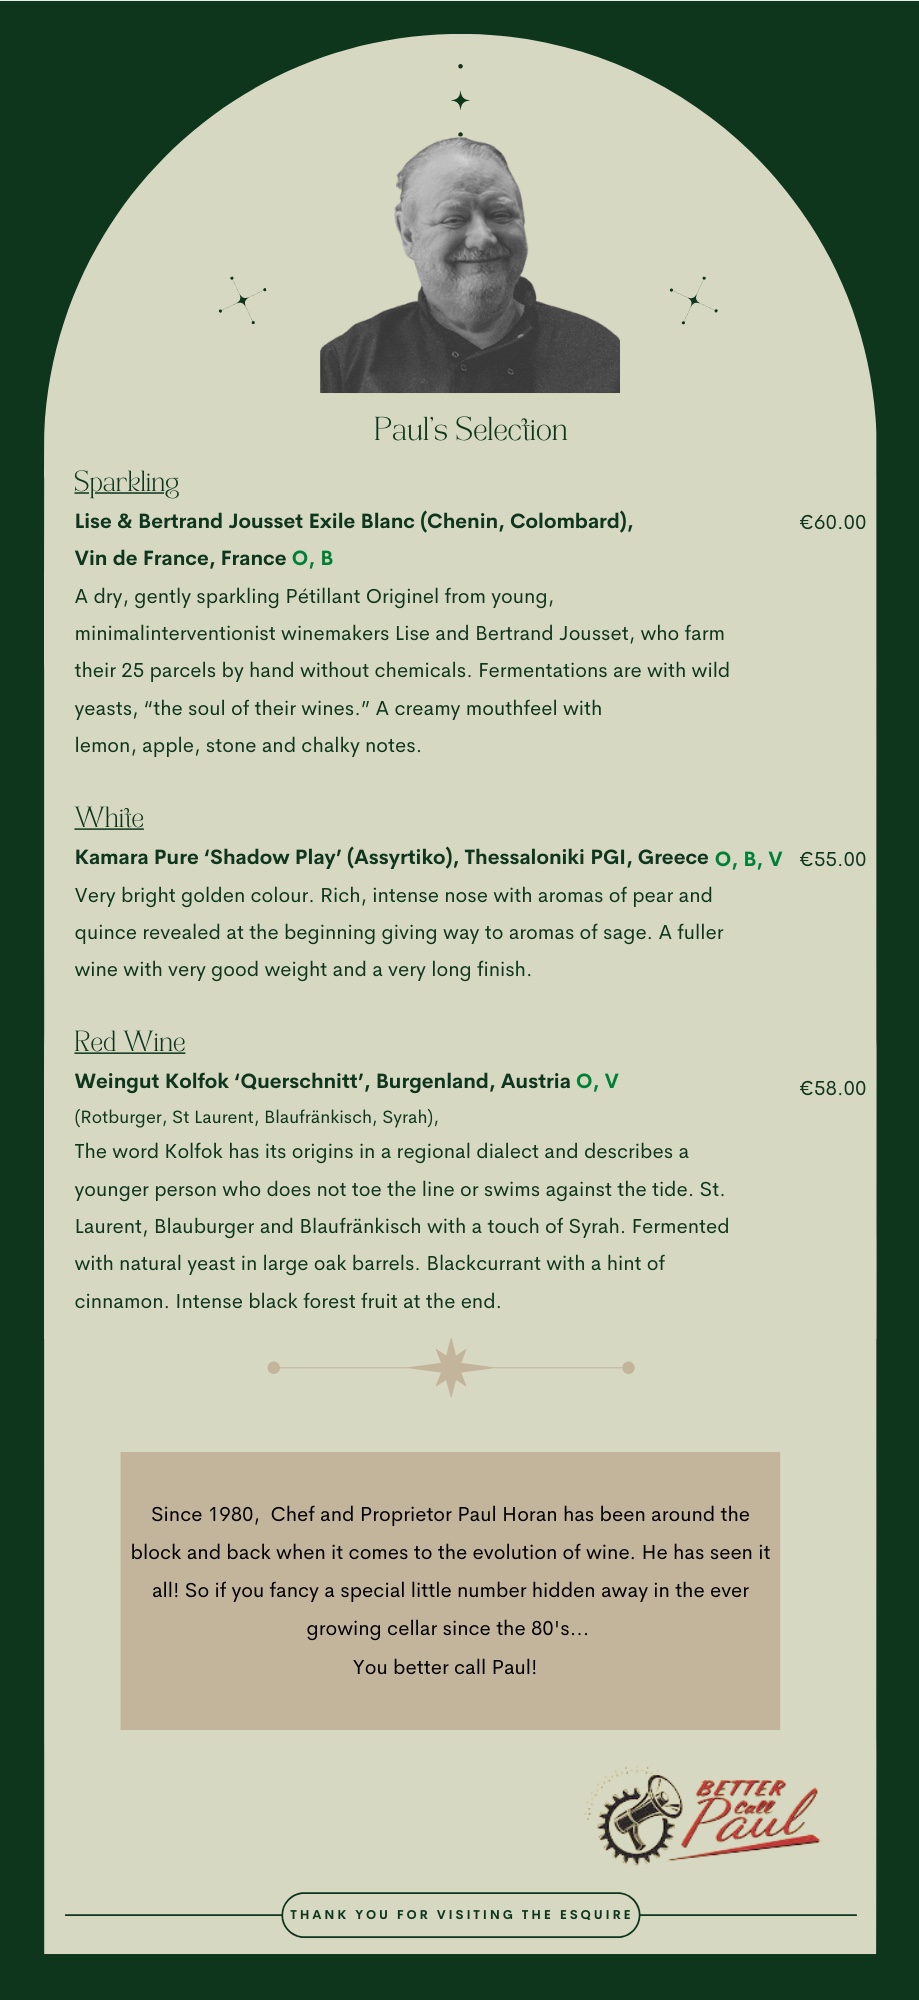 Paul's Selection
Sparkling
Lise & Bertrand Jousset Exile Blanc (Chenin, Colombard), €60.00
Vin de France, France O, B
A dry, gently sparkling Pétillant Originel from young,
minimalinterventionist winemakers Lise and Bertrand Jousset, who farm
their 25 parcels by hand without chemicals. Fermentations are with wild
yeasts, “the soul of their wines.” A creamy mouthfeel with
lemon, apple, stone and chalky notes.
White
Kamara Pure ‘Shadow Play’ (Assyrtiko), Thessaloniki PGI, Greece O, B, V €55.00
Very bright golden colour. Rich, intense nose with aromas of pear and
quince revealed at the beginning giving way to aromas of sage. A fuller
wine with very good weight and a very long finish.
Red Wine
Weingut Kolfok ‘Querschnitt’, Burgenland, Austria O, V €58.00
(Rotburger, St Laurent, Blaufränkisch, Syrah),
The word Kolfok has its origins in a regional dialect and describes a
younger person who does not toe the line or swims against the tide. St.
Laurent, Blauburger and Blaufränkisch with a touch of Syrah. Fermented
with natural yeast in large oak barrels. Blackcurrant with a hint of
cinnamon. Intense black forest fruit at the end.
Since 1980, Chef and Proprietor Paul Horan has been around the
block and back when it comes to the evolution of wine. He has seen it
all! So if you fancy a special little number hidden away in the ever
growing cellar since the 80's...
You better call Paul!
BETTER
Call
Paul
THANK YOU FOR VISITING THE ESQUIRE